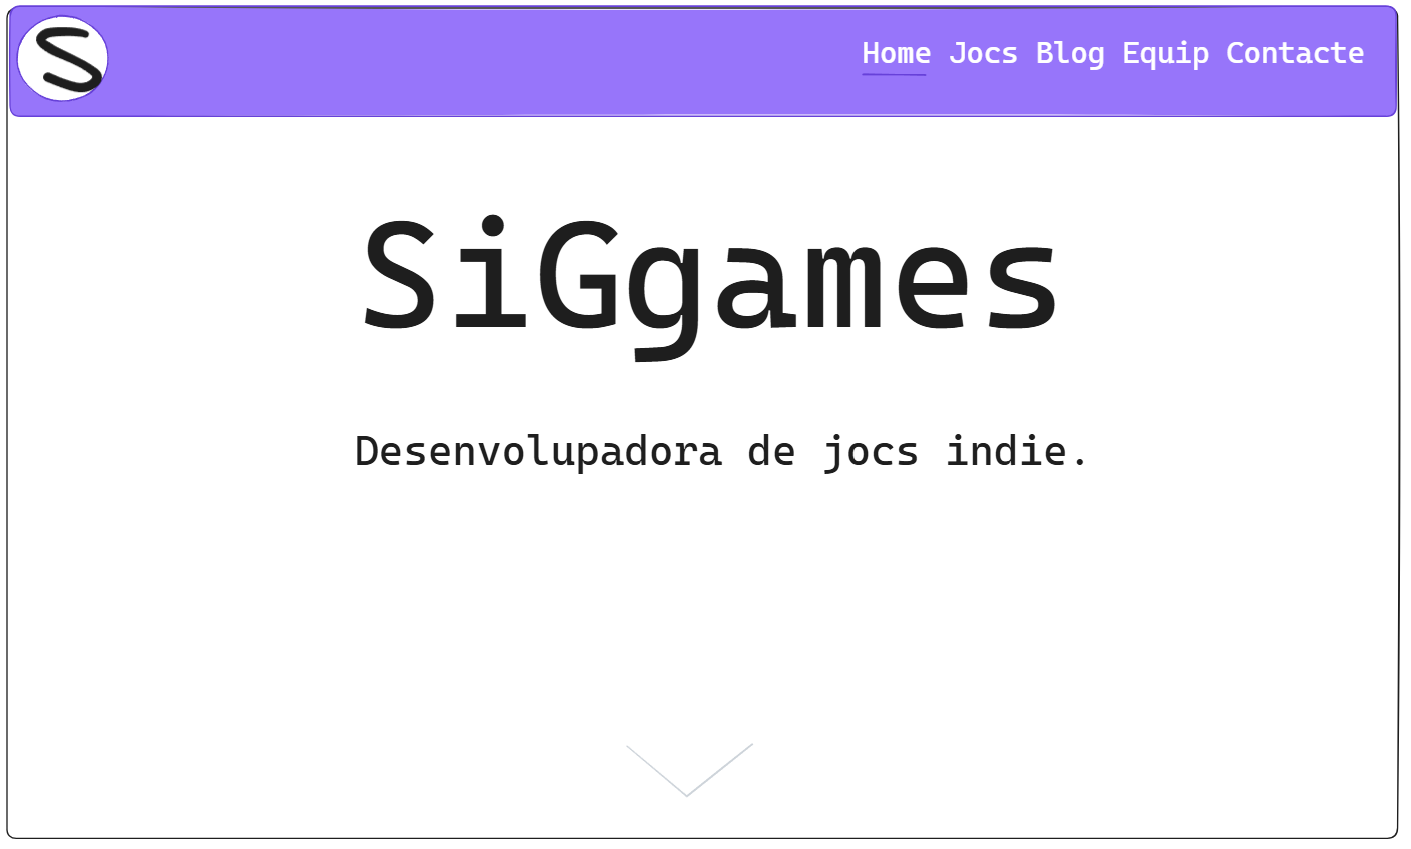 S
Home Jocs Blog Equip Contacte
SiGgames
Desenvolupadora de jocs indie.